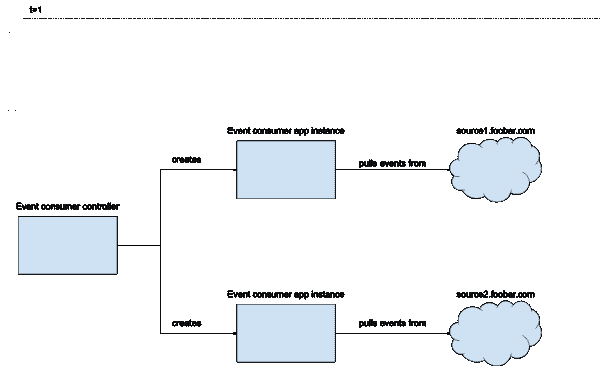 t=1
Event consumer app instance
source1.foobar.com
creates
pulls events from
Event consumer controller
Event consumer app instance
source2.foobar.com
creates
pulls events from